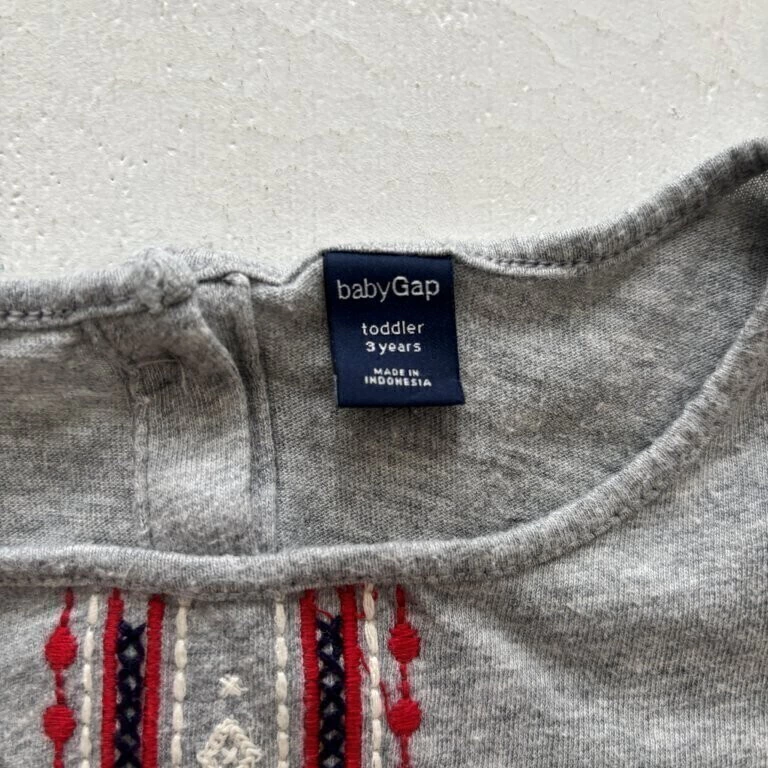 babyGap
toddler
3 years
MADE IN
INDONESIA